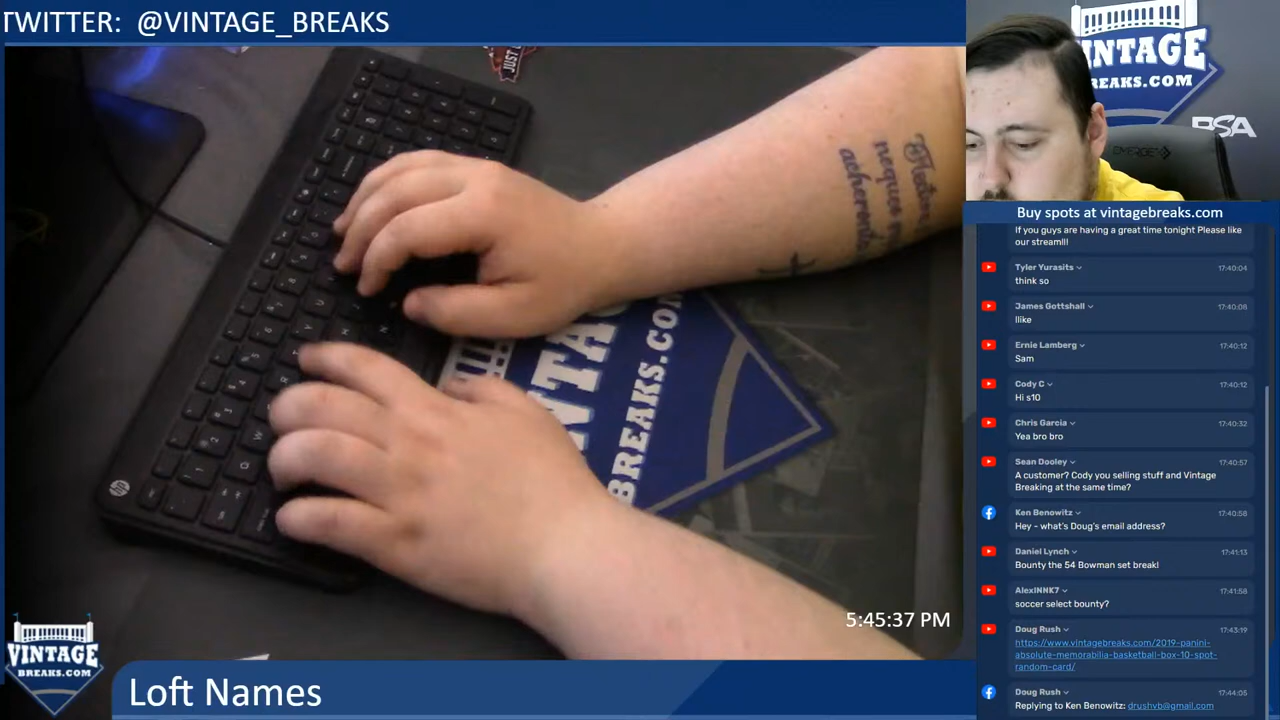 TWITTER: @VINTAGE_BREAKS
VINTAGE
BREAKS.COM
PSA
Buy spots at vintagebreaks.com
If you guys are having a great time tonight Please like
our stream!!!
Tyler Yurasits 17:40:04
think so
James Gottshall 17:40:08
llike
Ernie Lamberg 17:40:12
Sam
Cody C 17:40:12
Hi s10
Chris Garcia 17:40:32
Yea bro bro
Sean Dooley 17:40:57
A customer? Cody you selling stuff and Vintage
Breaking at the same time?
Ken Benowitz 17:40:58
Hey - what's Doug's email address?
Daniel Lynch 17:41:13
Bounty the 54 Bowman set break!
AlexINNK7 17:41:58
soccer select bounty?
Doug Rush 17:43:19
https://www.vintagebreaks.com/2019-panini-
absolute-memorabilia-basketball-box-10-spot-
random-card/
Doug Rush 17:44:05
Replying to Ken Benowitz: drushvb@gmail.com
JUST
acheronta
BREAKS.COM
hp
5:45:37 PM
VINTAGE
BREAKS.COM
Loft Names